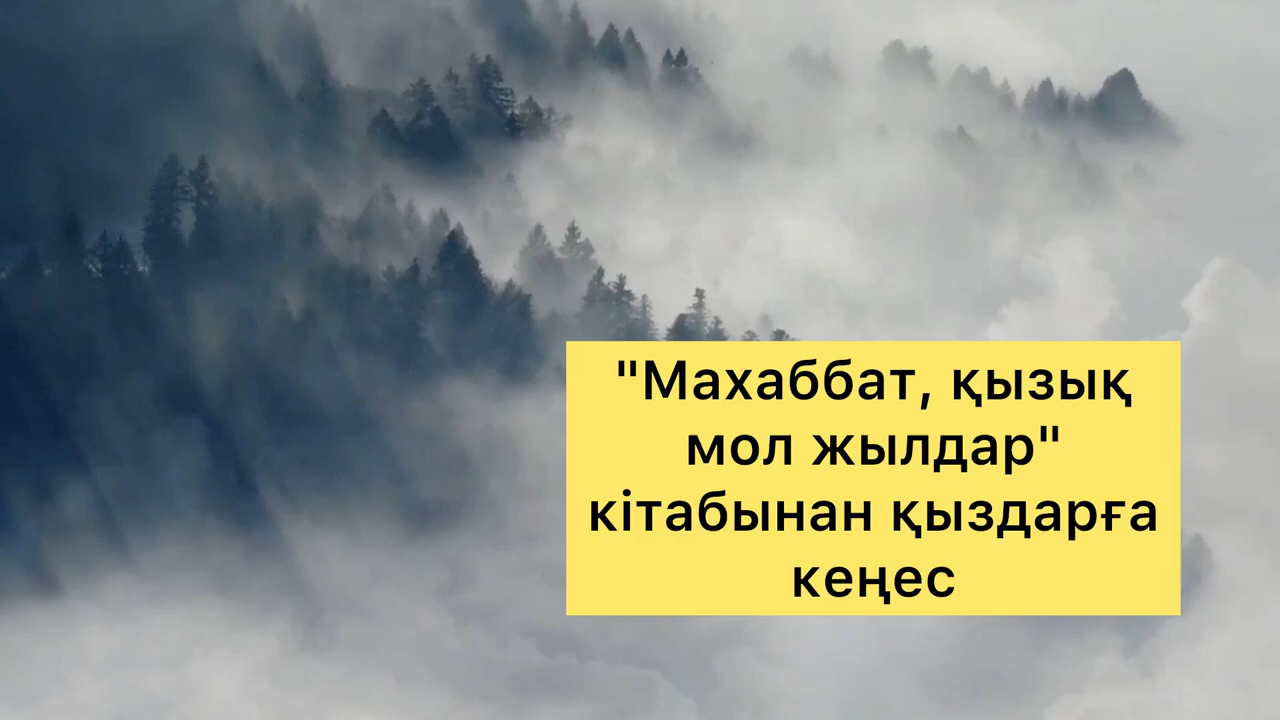 "Махаббат, қызық
мол жылдар"
кітабынан қыздарға
кеңес